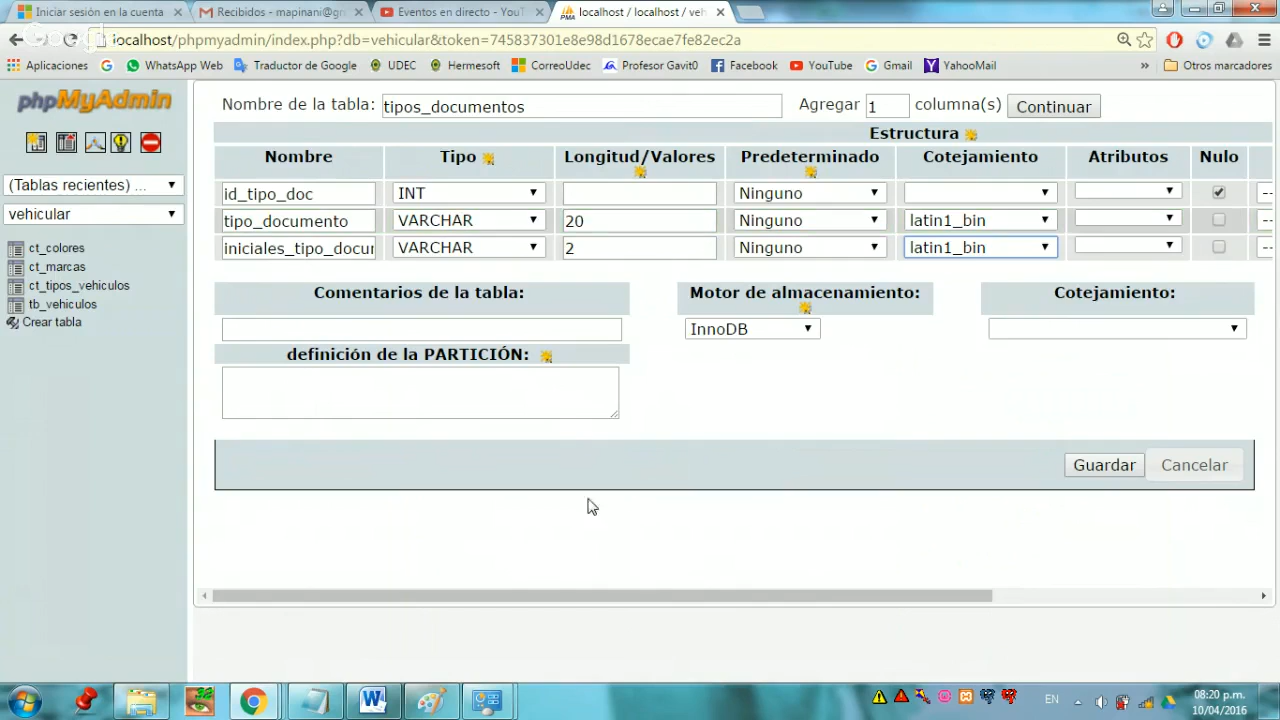 Iniciar sesión en la cuenta
Recibidos - mapinani@gr
Eventos en directo - YouT
localhost / localhost / veh
localhost/phpmyadmin/index.php?db=vehicular&token=745837301e8e98d1678ecae7fe82ec2a
Aplicaciones
WhatsApp Web
Traductor de Google
UDEC
Hermesoft
CorreoUdec
Profesor Gavit0
Facebook
YouTube
Gmail
YahooMail
»
Otros marcadores
phpMyAdmin
(Tablas recientes) ...
vehicular
ct_colores
ct_marcas
ct_tipos_vehiculos
tb_vehiculos
Crear tabla
Nombre de la tabla: tipos_documentos Agregar 1 columna(s) Continuar
Estructura
Nombre Tipo Longitud/Valores Predeterminado Cotejamiento Atributos Nulo
id_tipo_doc INT Ninguno --
tipo_documento VARCHAR 20 Ninguno latin1_bin --
iniciales_tipo_docur VARCHAR 2 Ninguno latin1_bin --
Comentarios de la tabla: Motor de almacenamiento: Cotejamiento:
InnoDB
definición de la PARTICIÓN:
Guardar Cancelar
EN
08:20 p.m.
10/04/2016